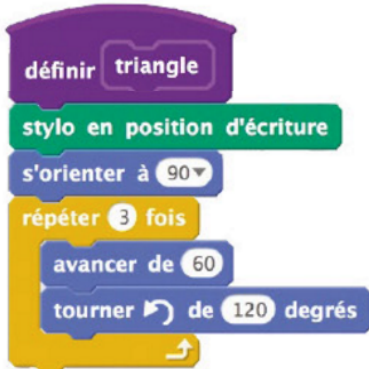 définir triangle
stylo en position d'écriture
s'orienter à 90
répéter 3 fois
avancer de 60
tourner de 120 degrés